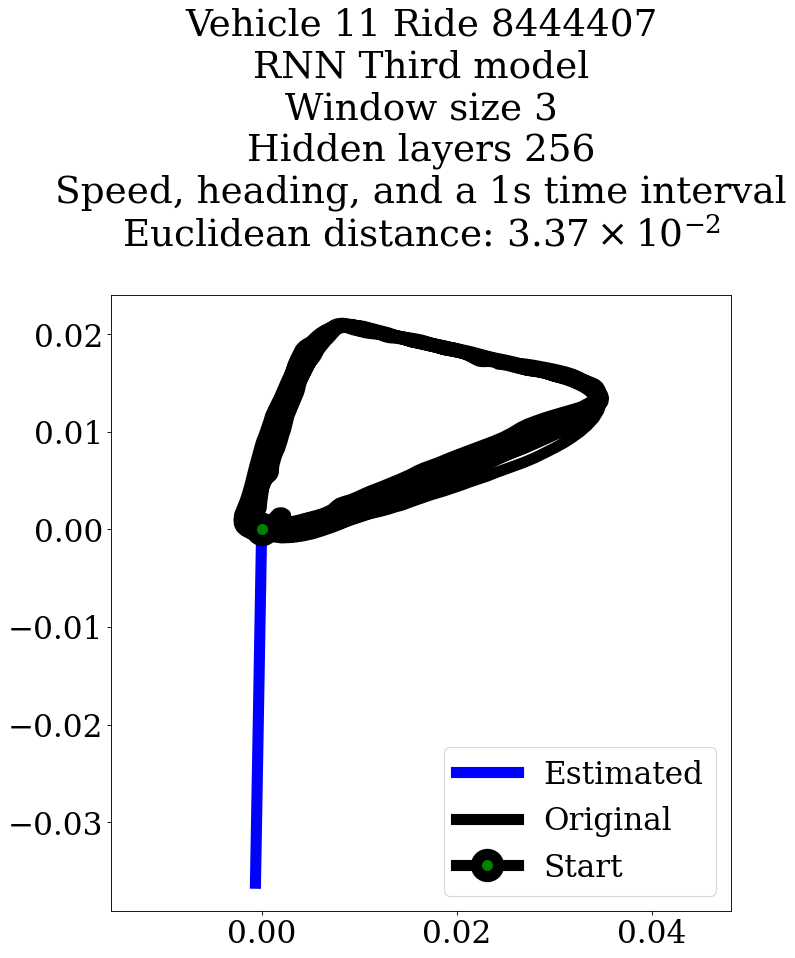 Vehicle 11 Ride 8444407
RNN Third model
Window size 3
Hidden layers 256
Speed, heading, and a 1s time interval
Euclidean distance: 3.37 × 10⁻²
0.02
0.01
0.00
−0.01
−0.02
−0.03
Estimated
Original
Start
0.00 0.02 0.04